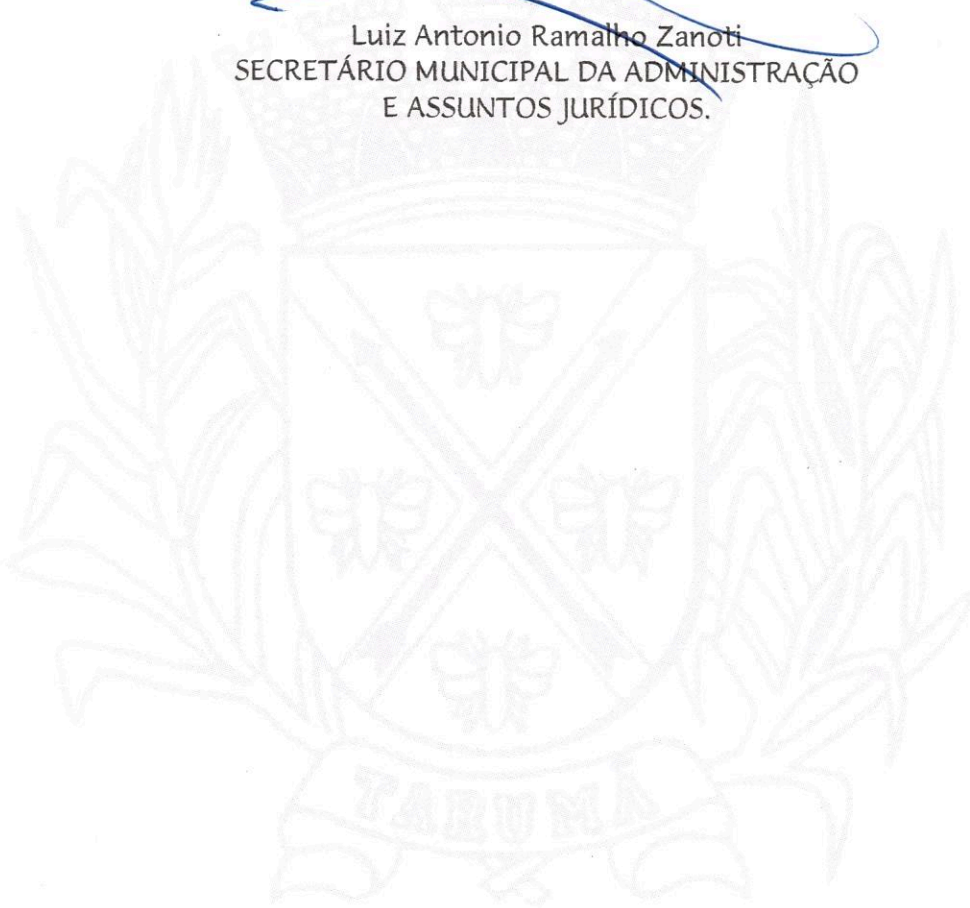 Luiz Antonio Ramalho Zanoti
SECRETÁRIO MUNICIPAL DA ADMINISTRAÇÃO
E ASSUNTOS JURÍDICOS.
TARUMÃ